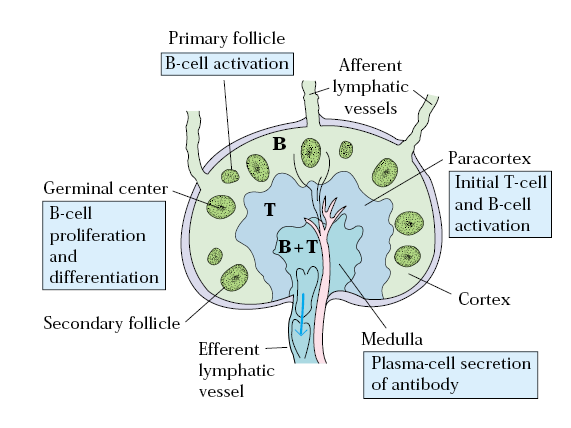 Primary follicle
B-cell activation
Afferent
lymphatic
vessels
B
Paracortex
Initial T-cell
and B-cell
activation
Germinal center
B-cell
proliferation
and
differentiation
T
B+T
Cortex
Secondary follicle
Medulla
Plasma-cell secretion
of antibody
Efferent
lymphatic
vessel